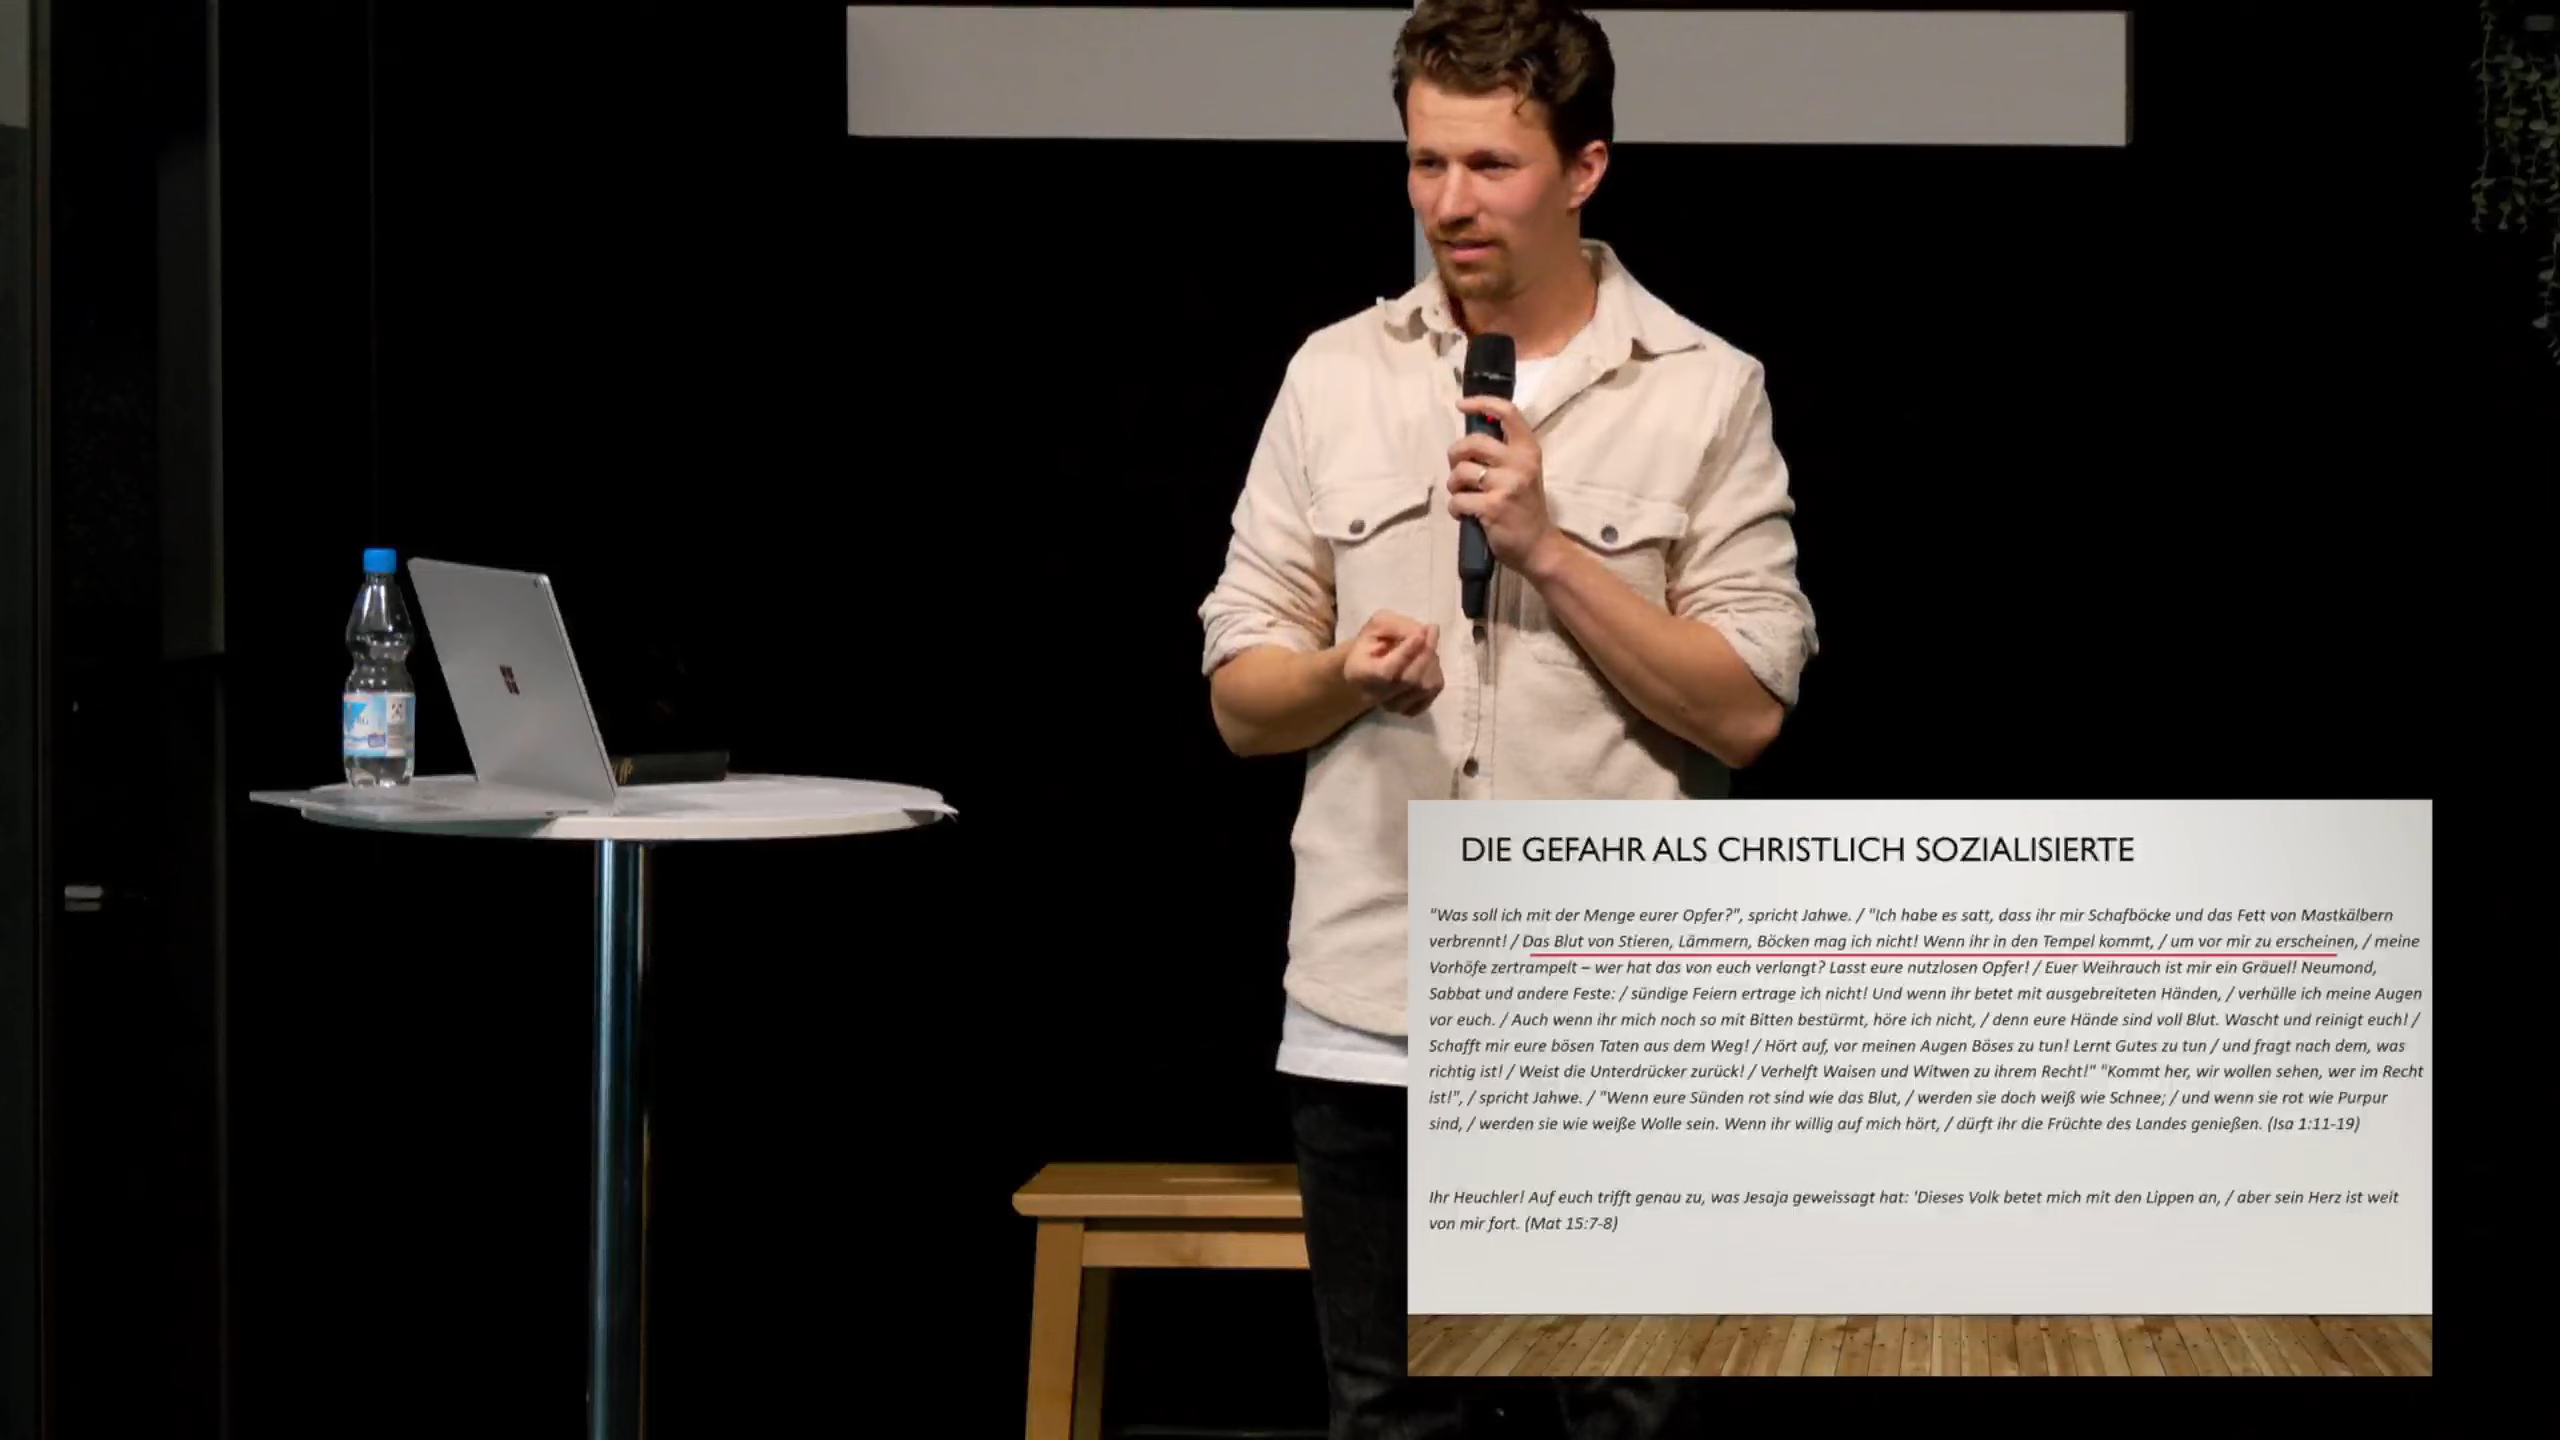 DIE GEFAHR ALS CHRISTLICH SOZIALISIERTE
"Was soll ich mit der Menge eurer Opfer?", spricht Jahwe. / "Ich habe es satt, dass ihr mir Schafböcke und das Fett von Mastkälbern
verbrennt! / Das Blut von Stieren, Lämmern, Böcken mag ich nicht! Wenn ihr in den Tempel kommt, / um vor mir zu erscheinen, / meine
Vorhöfe zertrampelt – wer hat das von euch verlangt? Lasst eure nutzlosen Opfer! / Euer Weihrauch ist mir ein Gräuel! Neumond,
Sabbat und andere Feste: / sündige Feiern ertrage ich nicht! Und wenn ihr betet mit ausgebreiteten Händen, / verhülle ich meine Augen
vor euch. / Auch wenn ihr mich noch so mit Bitten bestürmt, höre ich nicht, / denn eure Hände sind voll Blut. Wascht und reinigt euch! /
Schafft mir eure bösen Taten aus dem Weg! / Hört auf, vor meinen Augen Böses zu tun! Lernt Gutes zu tun / und fragt nach dem, was
richtig ist! / Weist die Unterdrücker zurück! / Verhelft Waisen und Witwen zu ihrem Recht!" "Kommt her, wir wollen sehen, wer im Recht
ist!", / spricht Jahwe. / "Wenn eure Sünden rot sind wie das Blut, / werden sie doch weiß wie Schnee; / und wenn sie rot wie Purpur
sind, / werden sie wie weiße Wolle sein. Wenn ihr willig auf mich hört, / dürft ihr die Früchte des Landes genießen. (Isa 1:11-19)
Ihr Heuchler! Auf euch trifft genau zu, was Jesaja geweissagt hat: 'Dieses Volk betet mich mit den Lippen an, / aber sein Herz ist weit
von mir fort. (Mat 15:7-8)